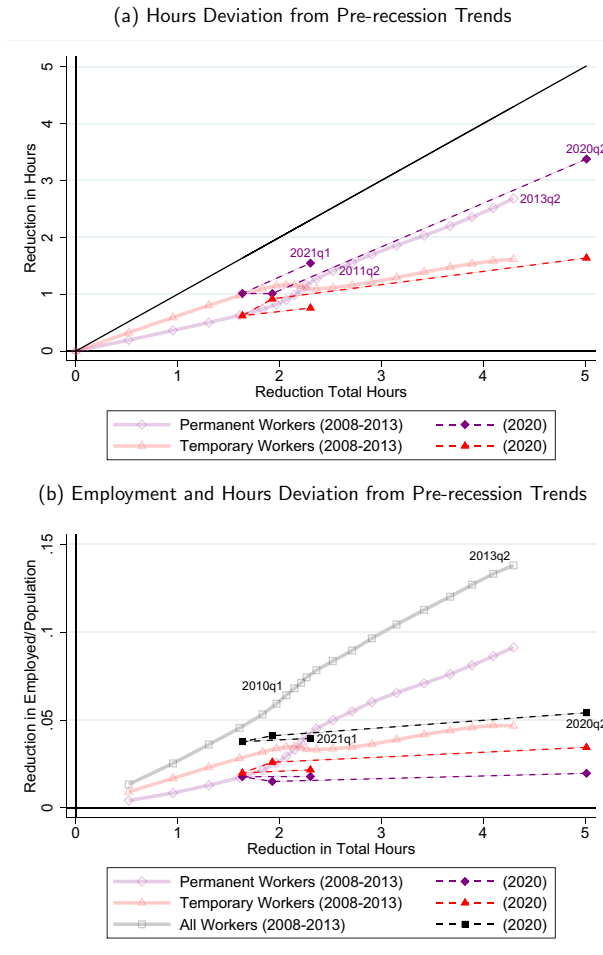 (a) Hours Deviation from Pre-recession Trends
5
4
3
2
1
0
Reduction in Hours
2020q2
2013q2
2021q1
2011q2
0 1 2 3 4 5
Reduction Total Hours
Permanent Workers (2008-2013) (2020)
Temporary Workers (2008-2013) (2020)
(b) Employment and Hours Deviation from Pre-recession Trends
.15
.1
.05
0
Reduction in Employed/Population
2013q2
2010q1
2021q1
2020q2
0 1 2 3 4 5
Reduction in Total Hours
Permanent Workers (2008-2013) (2020)
Temporary Workers (2008-2013) (2020)
All Workers (2008-2013) (2020)